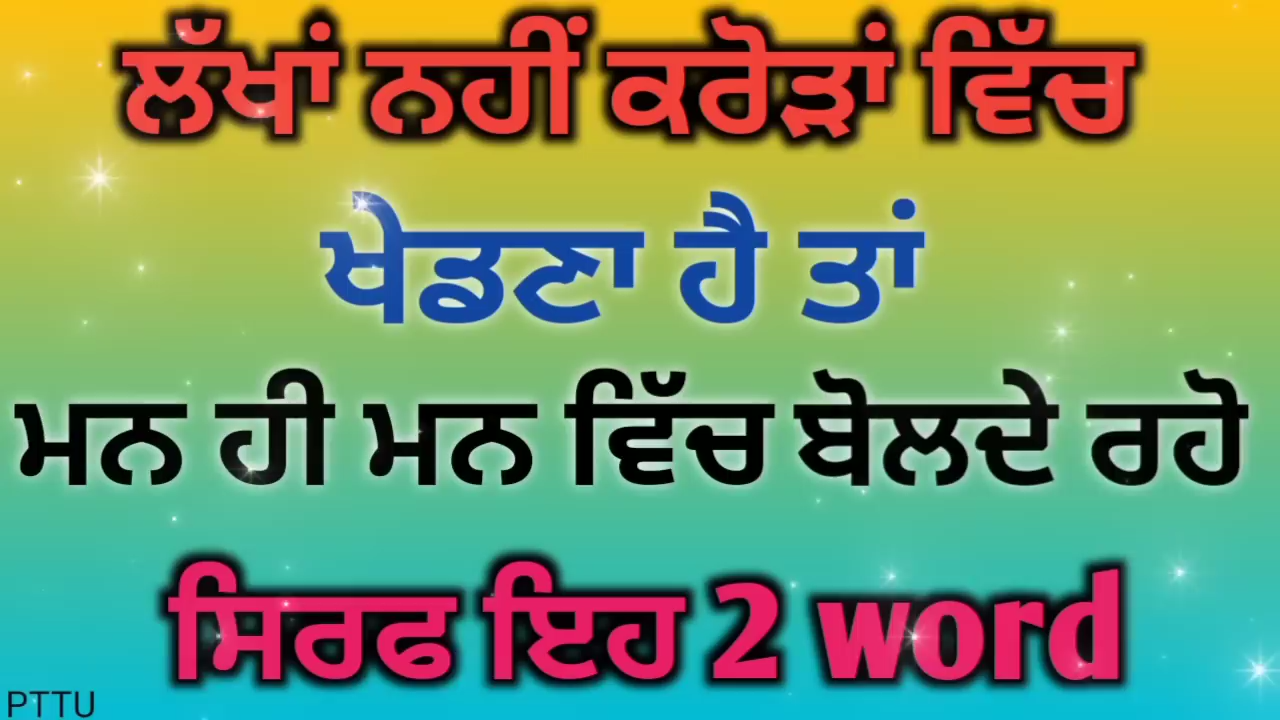 ਲੱਖਾਂ ਨਹੀਂ ਕਰੋੜਾਂ ਵਿੱਚ
ਖੇਡਣਾ ਹੈ ਤਾਂ
ਮਨ ਹੀ ਮਨ ਵਿੱਚ ਬੋਲਦੇ ਰਹੋ
ਸਿਰਫ ਇਹ 2 word
PTTU